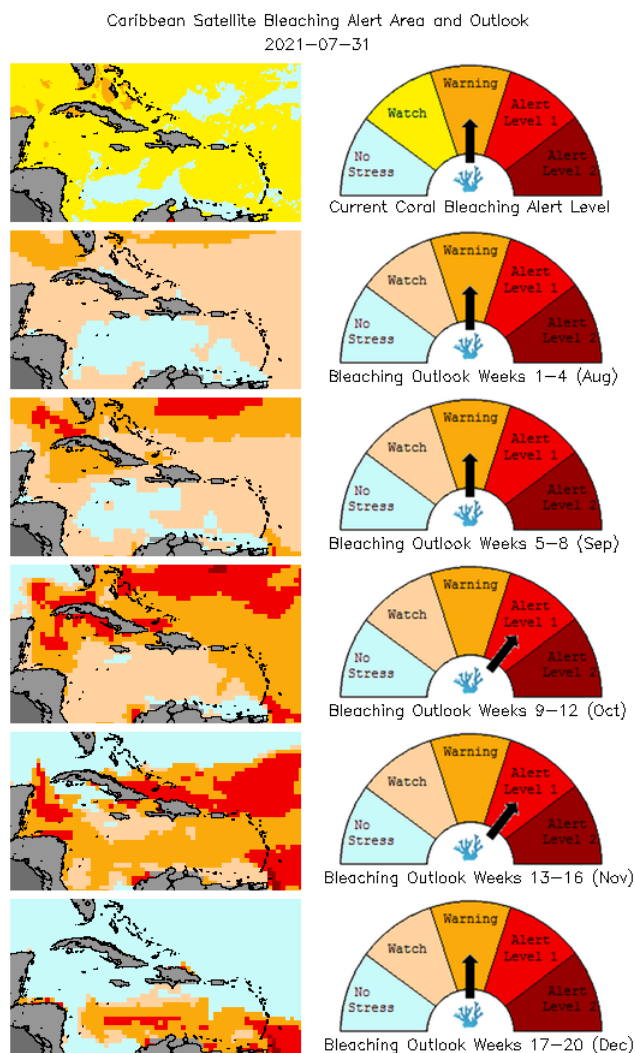 Caribbean Satellite Bleaching Alert Area and Outlook
2021-07-31
Warning
Watch
Alert
Level 1
No
Stress
Alert
Level 2
Current Coral Bleaching Alert Level
Warning
Watch
Alert
Level 1
No
Stress
Alert
Level 2
Bleaching Outlook Weeks 1-4 (Aug)
Warning
Watch
Alert
Level 1
No
Stress
Alert
Level 2
Bleaching Outlook Weeks 5-8 (Sep)
Warning
Watch
Alert
Level 1
No
Stress
Alert
Level 2
Bleaching Outlook Weeks 9-12 (Oct)
Warning
Watch
Alert
Level 1
No
Stress
Alert
Level 2
Bleaching Outlook Weeks 13-16 (Nov)
Warning
Watch
Alert
Level 1
No
Stress
Alert
Level 2
Bleaching Outlook Weeks 17-20 (Dec)